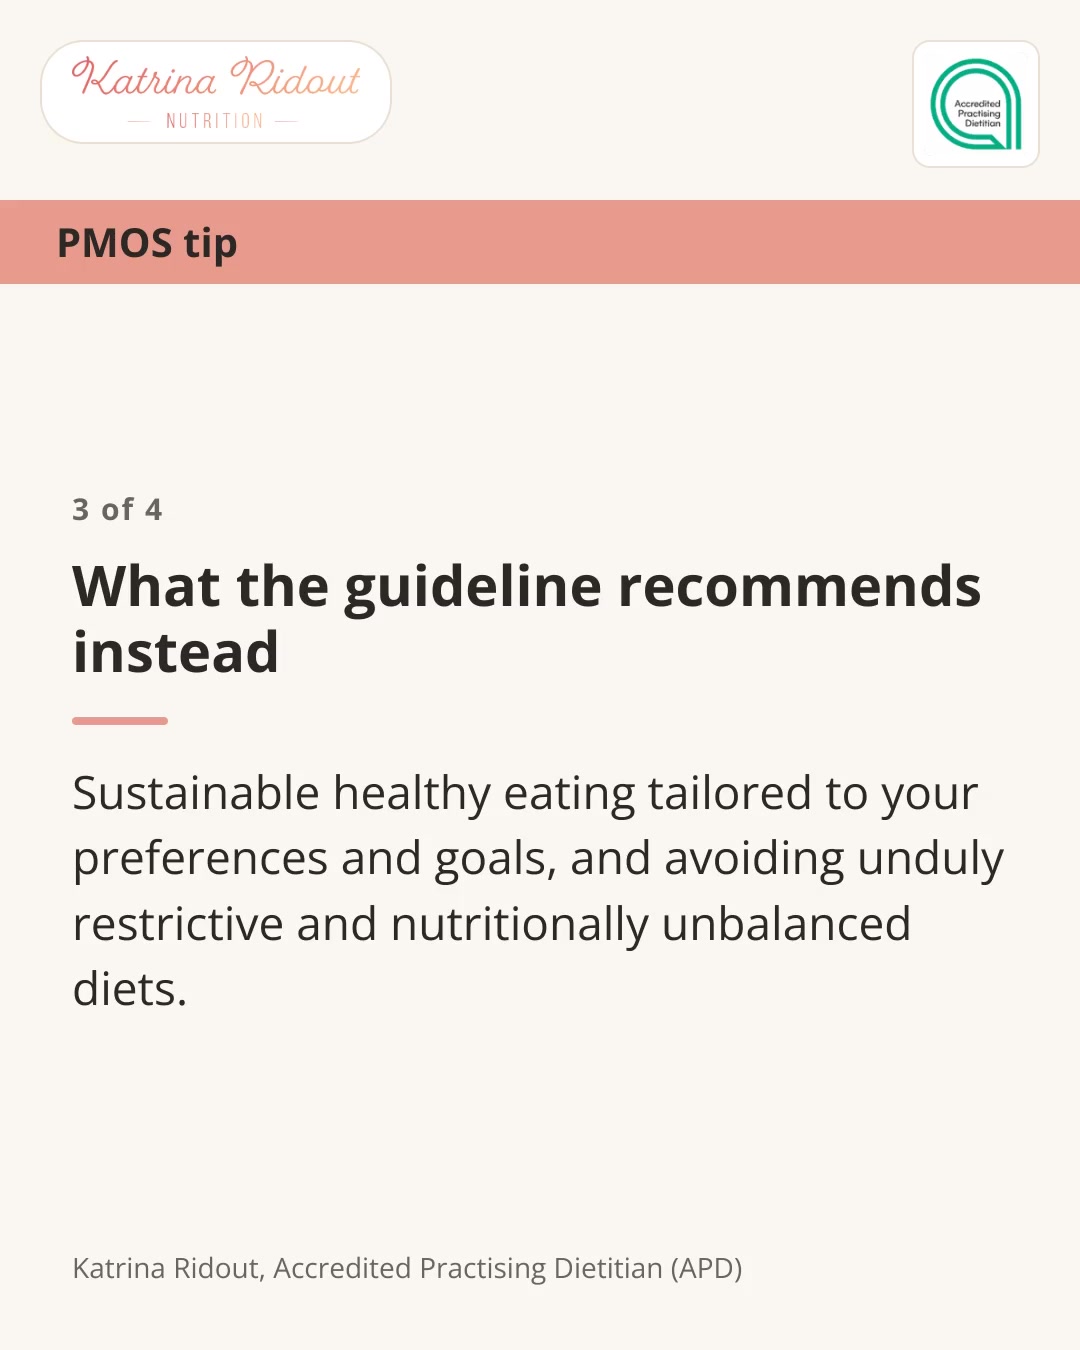 Katrina Ridout
NUTRITION
Accredited
Practising
Dietitian
PMOS tip
3 of 4
What the guideline recommends
instead
Sustainable healthy eating tailored to your
preferences and goals, and avoiding unduly
restrictive and nutritionally unbalanced
diets.
Katrina Ridout, Accredited Practising Dietitian (APD)